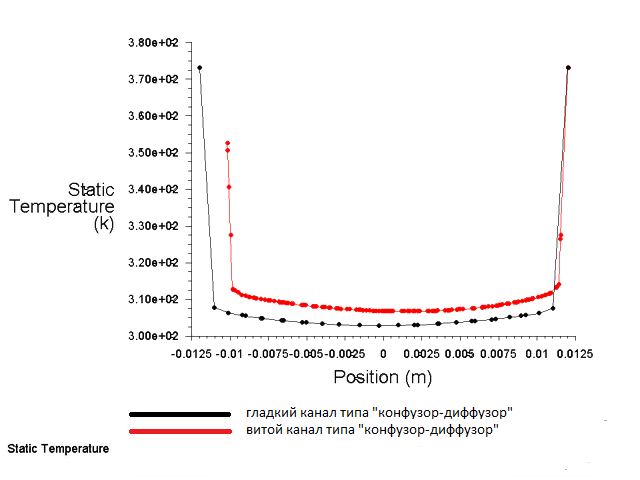 3.80e+02
3.70e+02
3.60e+02
3.50e+02
3.40e+02
3.30e+02
3.20e+02
3.10e+02
3.00e+02
Static
Temperature
(k)
-0.0125 -0.01 -0.0075 -0.005 -0.0025 0 0.0025 0.005 0.0075 0.01 0.0125
Position (m)
гладкий канал типа "конфузор-диффузор"
витой канал типа "конфузор-диффузор"
Static Temperature